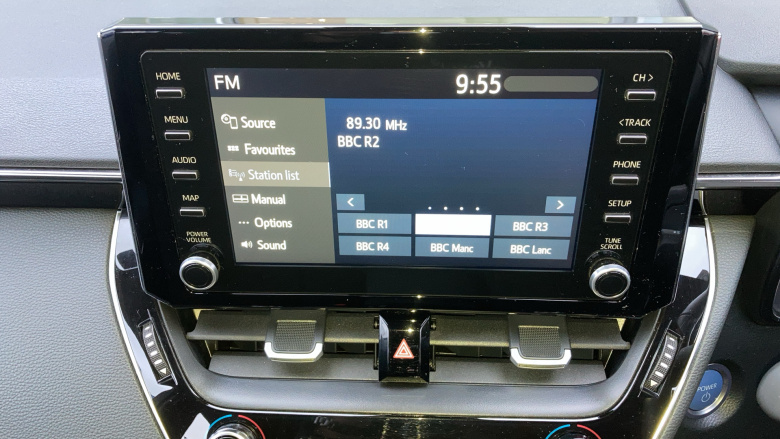 FM 9:55
HOME
MENU
AUDIO
MAP
POWER
VOLUME
Source
Favourites
Station list
Manual
Options
Sound
89.30 MHz
BBC R2
< >
BBC R1 BBC R3
BBC R4 BBC Manc BBC Lanc
CH >
< TRACK
PHONE
SETUP
TUNE
SCROLL
POWER